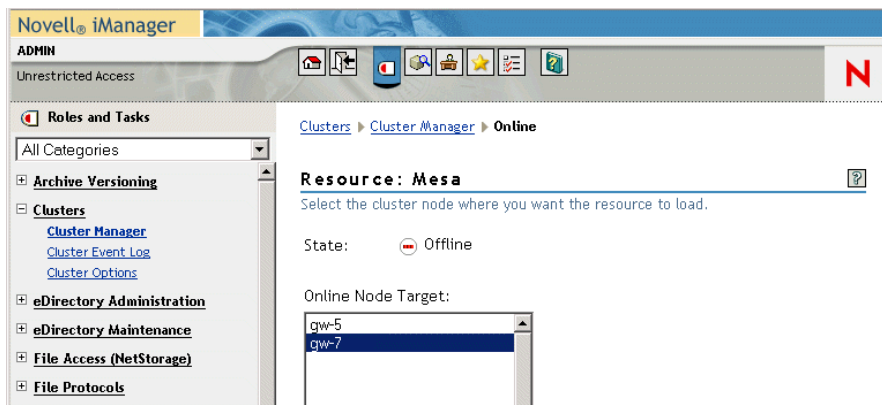 Novell® iManager
ADMIN
Unrestricted Access
N
Roles and Tasks
All Categories
Archive Versioning
Clusters
Cluster Manager
Cluster Event Log
Cluster Options
eDirectory Administration
eDirectory Maintenance
File Access (NetStorage)
File Protocols
Clusters Cluster Manager Online
Resource: Mesa ?
Select the cluster node where you want the resource to load.
State: Offline
Online Node Target:
gw-5
gw-7